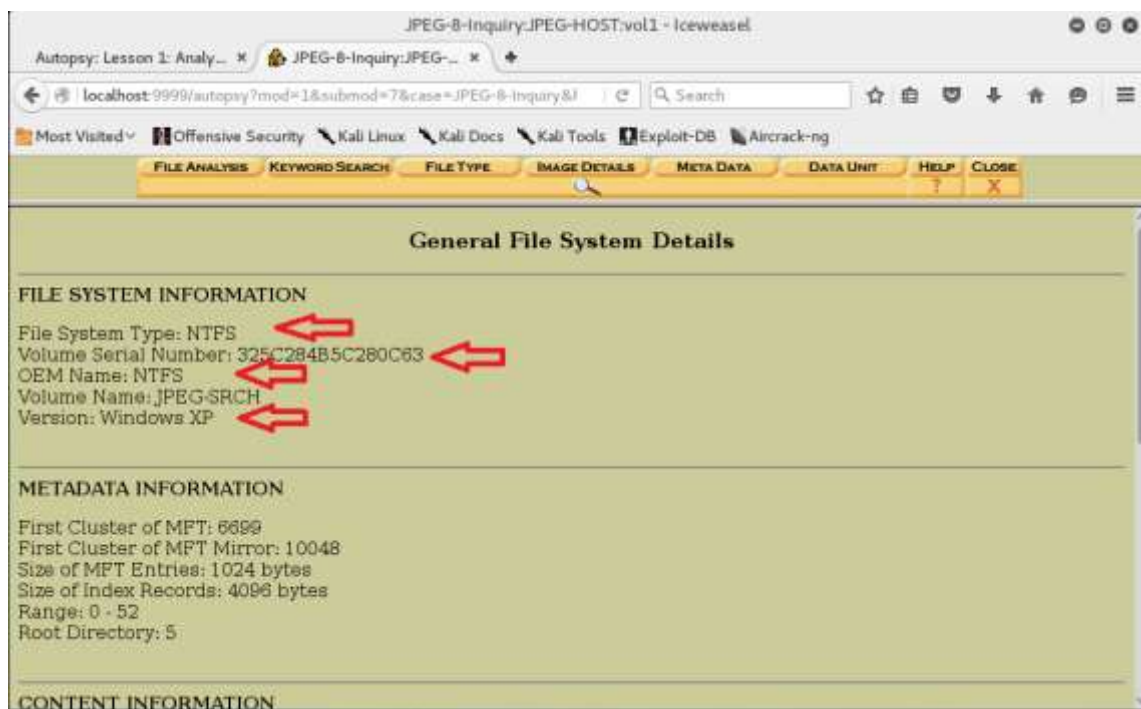 JPEG-8-Inquiry:JPEG-HOST:vol1 - Iceweasel
Autopsy: Lesson 1: Analy... × JPEG-8-Inquiry:JPEG-... ×
localhost:9999/autopsy?mod=1&submod=7&case=JPEG-8-Inquiry& Search
Most Visited Offensive Security Kali Linux Kali Docs Kali Tools Exploit-DB Aircrack-ng
FILE ANALYSIS KEYWORD SEARCH FILE TYPE IMAGE DETAILS META DATA DATA UNIT HELP CLOSE
? X
General File System Details
FILE SYSTEM INFORMATION
File System Type: NTFS
Volume Serial Number: 325C284B5C280C63
OEM Name: NTFS
Volume Name: JPEG-SRCH
Version: Windows XP
METADATA INFORMATION
First Cluster of MFT: 6699
First Cluster of MFT Mirror: 10048
Size of MFT Entries: 1024 bytes
Size of Index Records: 4096 bytes
Range: 0 - 52
Root Directory: 5
CONTENT INFORMATION